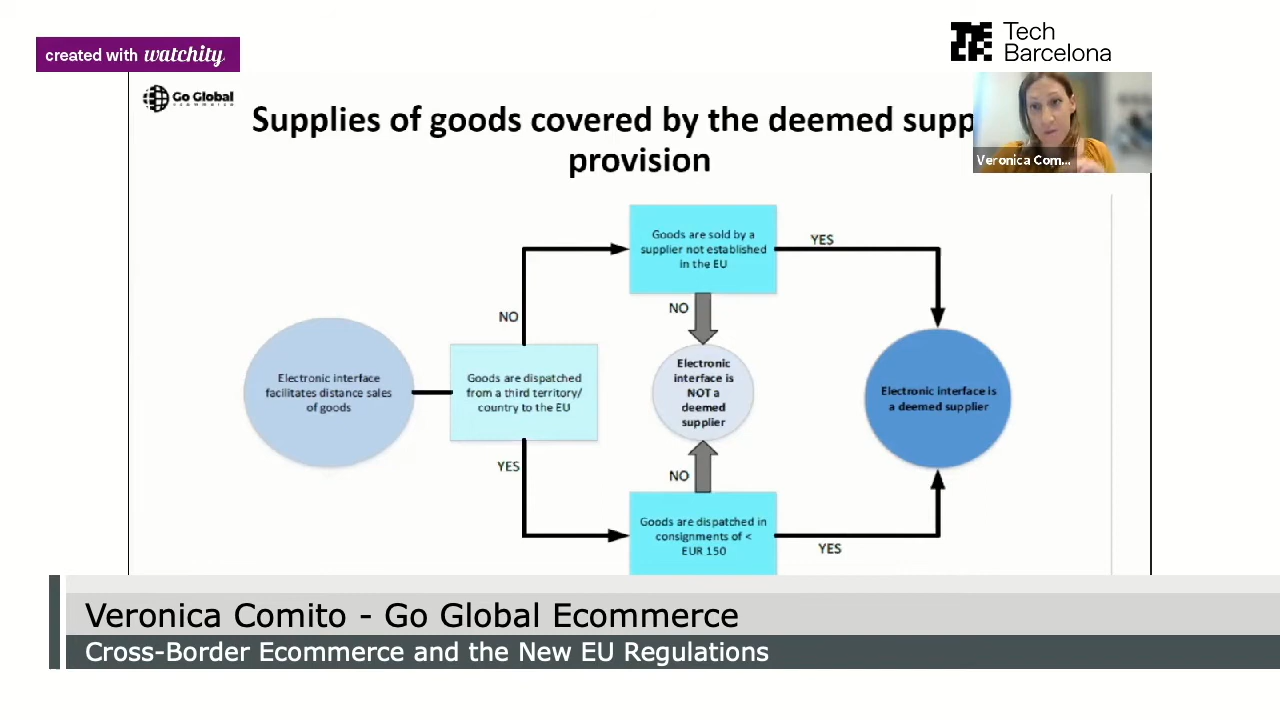 created with watchity
Tech
Barcelona
Go Global
ecommerce
Supplies of goods covered by the deemed supp
provision
Veronica Com...
Goods are sold by a
supplier not established
in the EU
YES
NO
NO
Electronic interface
facilitates distance sales
of goods
Goods are dispatched
from a third territory/
country to the EU
Electronic
interface is
NOT a
deemed
supplier
Electronic interface is
a deemed supplier
YES
NO
Goods are dispatched in
consignments of <
EUR 150
YES
Veronica Comito - Go Global Ecommerce
Cross-Border Ecommerce and the New EU Regulations